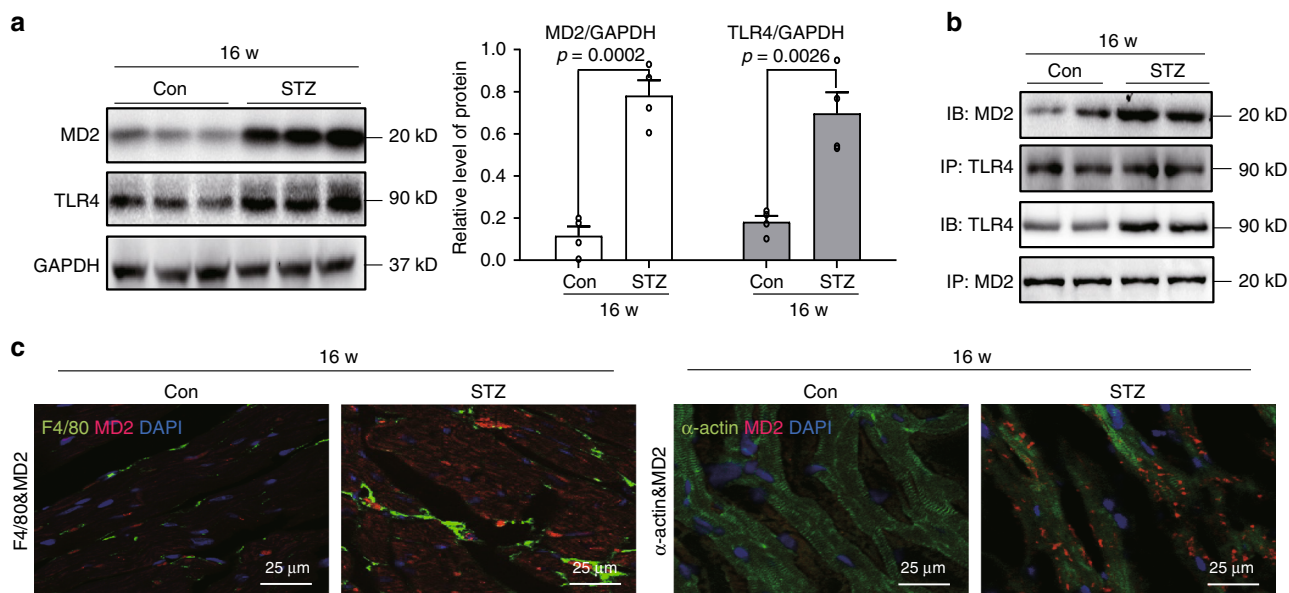 a
16 w
Con STZ
MD2 20 kD
TLR4 90 kD
GAPDH 37 kD
MD2/GAPDH TLR4/GAPDH
p = 0.0002 p = 0.0026
Relative level of protein
1.0
0.8
0.6
0.4
0.2
0.0
Con STZ Con STZ
16 w 16 w
b
16 w
Con STZ
IB: MD2 20 kD
IP: TLR4 90 kD
IB: TLR4 90 kD
IP: MD2 20 kD
c
16 w 16 w
Con STZ Con STZ
F4/80&MD2
F4/80 MD2 DAPI
25 μm
25 μm
α-actin&MD2
α-actin MD2 DAPI
25 μm
25 μm